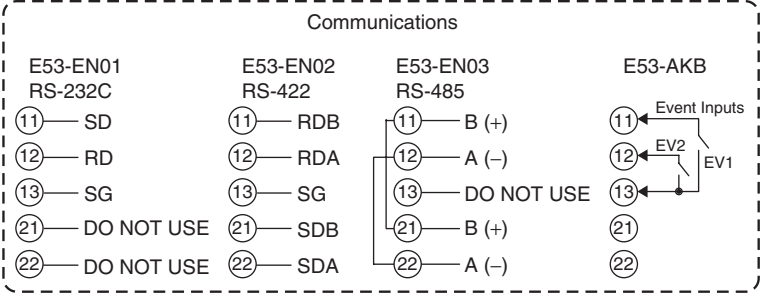 Communications
E53-EN01 E53-EN02 E53-EN03 E53-AKB
RS-232C RS-422 RS-485
11 SD 11 RDB 11 B (+) 11 Event Inputs
12 RD 12 RDA 12 A (−) 12 EV2 EV1
13 SG 13 SG 13 DO NOT USE 13
21 DO NOT USE 21 SDB 21 B (+) 21
22 DO NOT USE 22 SDA 22 A (−) 22